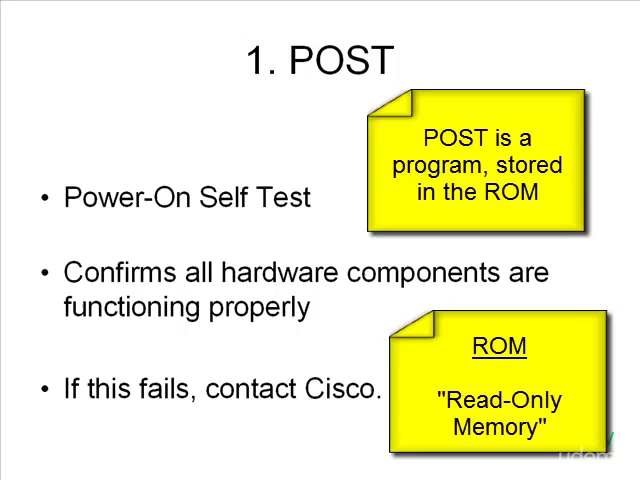 1. POST
POST is a
program, stored
in the ROM
• Power-On Self Test
• Confirms all hardware components are
functioning properly
• If this fails, contact Cisco.
ROM
"Read-Only
Memory"